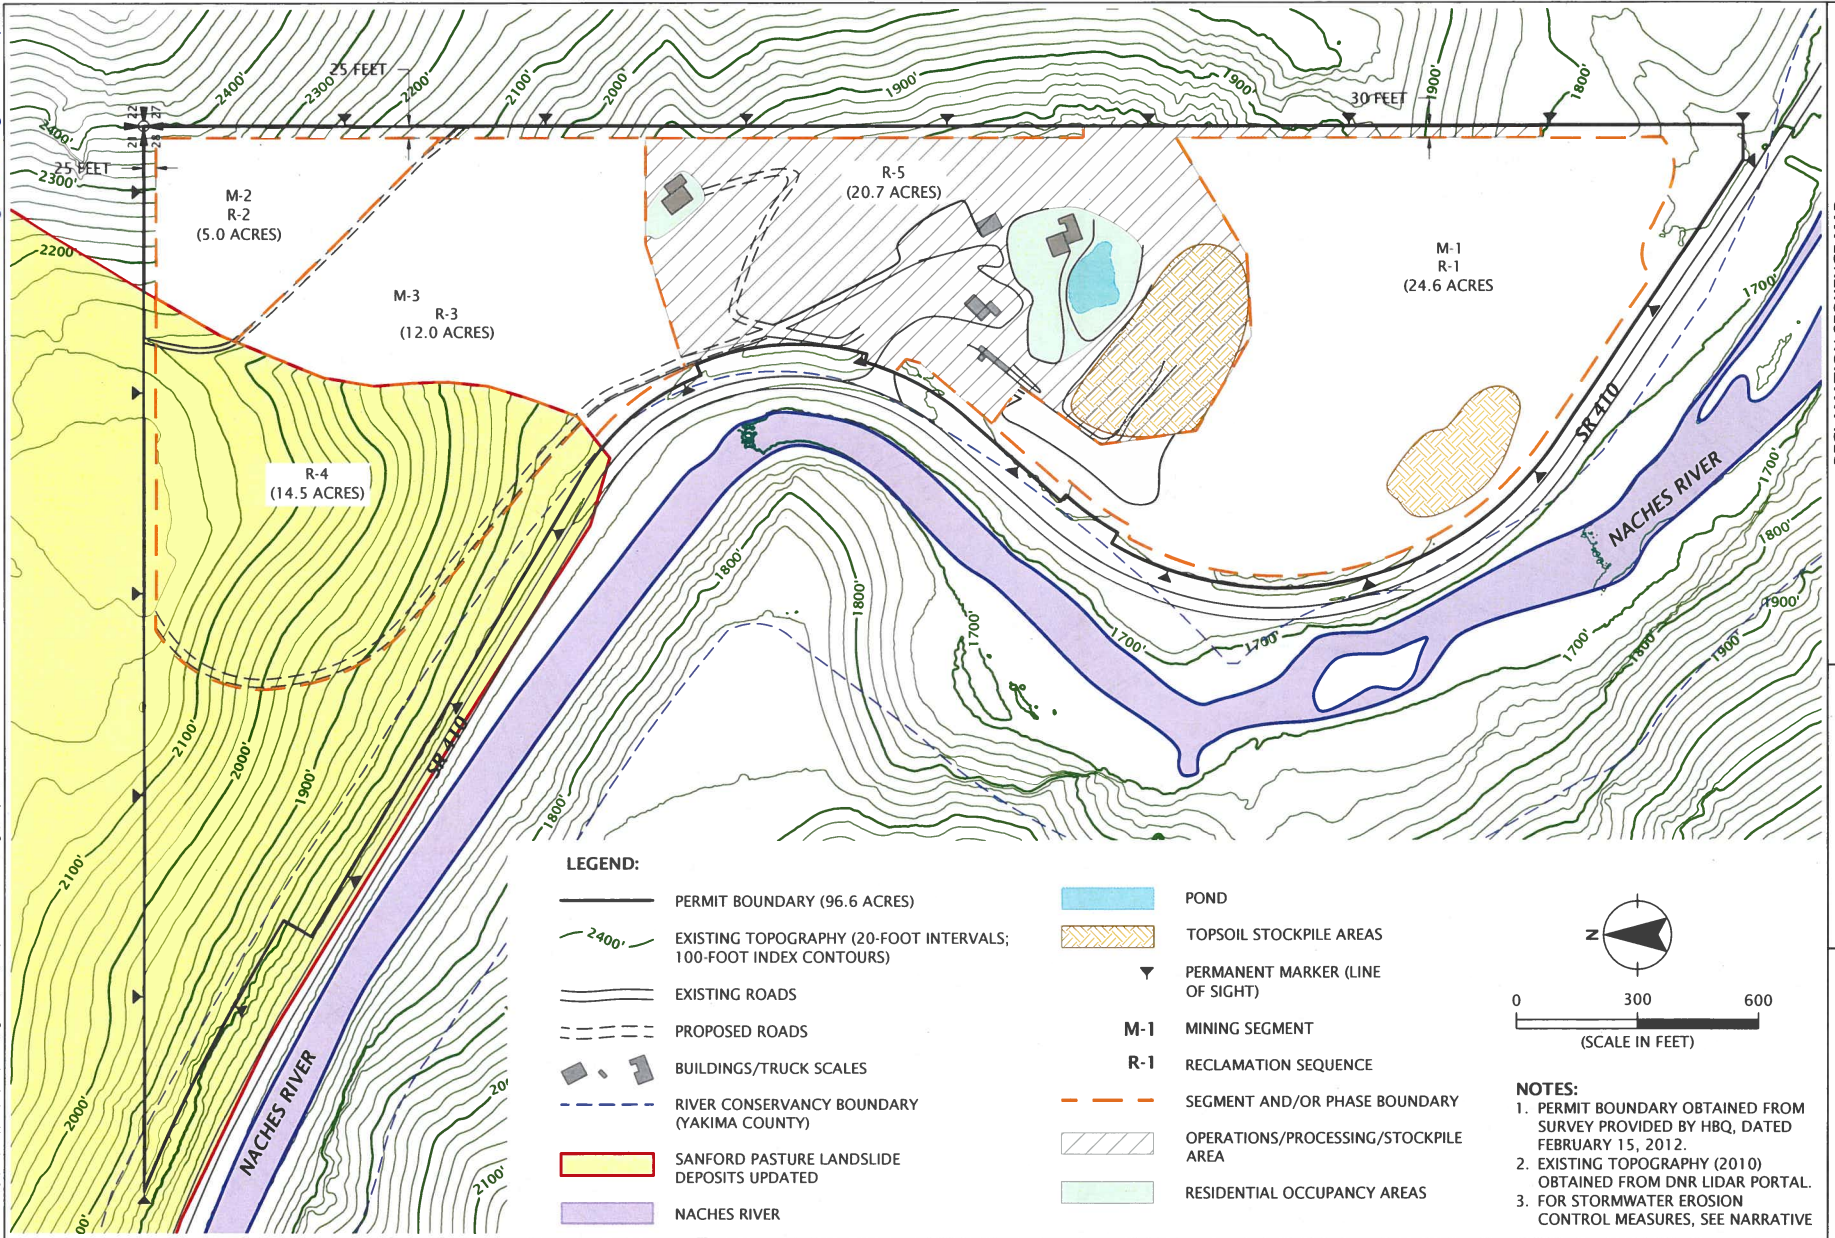 25 FEET
2400'
2300'
2200'
2100'
2000'
1900'
1900'
30 FEET
1900'
1800'
22
27
21
28
2400'
25 FEET
2300'
2200'
M-2
R-2
(5.0 ACRES)
M-3
R-3
(12.0 ACRES)
R-5
(20.7 ACRES)
M-1
R-1
(24.6 ACRES
1700'
SR 410
NACHES RIVER
1700'
1800'
1900'
R-4
(14.5 ACRES)
1800'
1800'
1700'
1700'
1700'
1700'
1800'
1900'
2100'
2000'
1900'
SR 410
1800'
2100'
2000'
NACHES RIVER
2100'
LEGEND:
PERMIT BOUNDARY (96.6 ACRES)
2400'
EXISTING TOPOGRAPHY (20-FOOT INTERVALS;
100-FOOT INDEX CONTOURS)
EXISTING ROADS
PROPOSED ROADS
BUILDINGS/TRUCK SCALES
RIVER CONSERVANCY BOUNDARY
(YAKIMA COUNTY)
SANFORD PASTURE LANDSLIDE
DEPOSITS UPDATED
NACHES RIVER
POND
TOPSOIL STOCKPILE AREAS
PERMANENT MARKER (LINE
OF SIGHT)
M-1 MINING SEGMENT
R-1 RECLAMATION SEQUENCE
SEGMENT AND/OR PHASE BOUNDARY
OPERATIONS/PROCESSING/STOCKPILE
AREA
RESIDENTIAL OCCUPANCY AREAS
N
0 300 600
(SCALE IN FEET)
NOTES:
1. PERMIT BOUNDARY OBTAINED FROM
SURVEY PROVIDED BY HBQ, DATED
FEBRUARY 15, 2012.
2. EXISTING TOPOGRAPHY (2010)
OBTAINED FROM DNR LIDAR PORTAL.
3. FOR STORMWATER EROSION
CONTROL MEASURES, SEE NARRATIVE